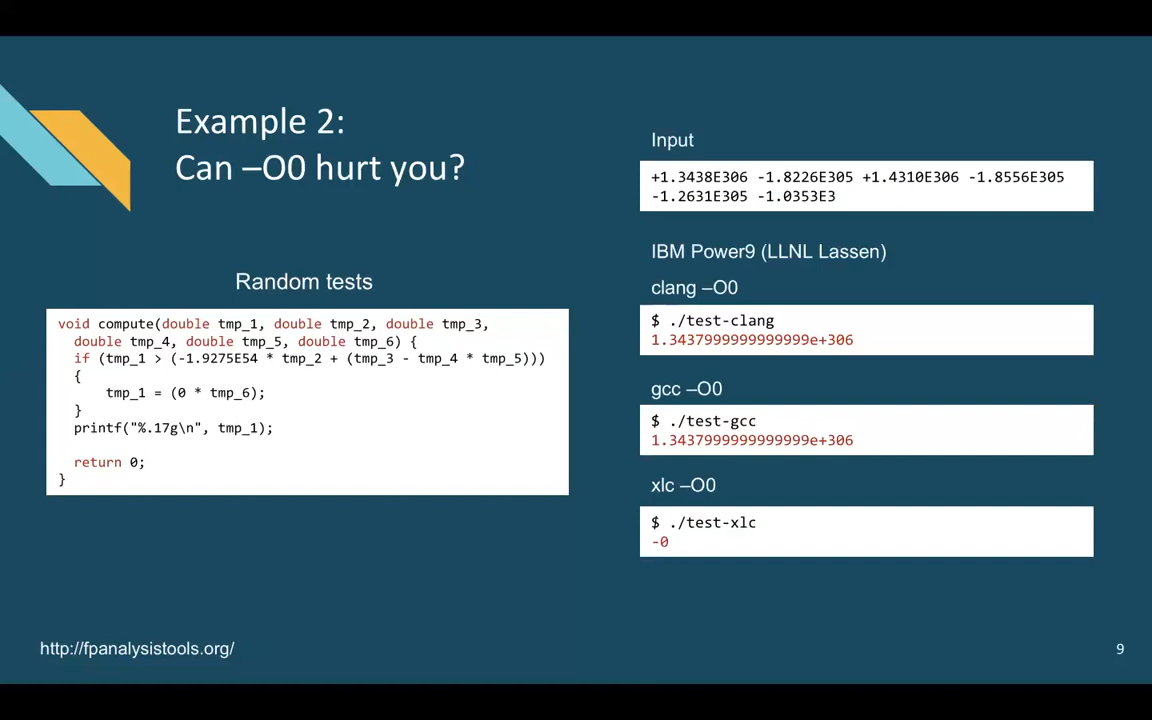 Example 2:
Can –O0 hurt you?
Random tests
void compute(double tmp_1, double tmp_2, double tmp_3,
double tmp_4, double tmp_5, double tmp_6) {
if (tmp_1 > (-1.9275E54 * tmp_2 + (tmp_3 - tmp_4 * tmp_5)))
{
tmp_1 = (0 * tmp_6);
}
printf("%.17g\n", tmp_1);
return 0;
}
Input
+1.3438E306 -1.8226E305 +1.4310E306 -1.8556E305
-1.2631E305 -1.0353E3
IBM Power9 (LLNL Lassen)
clang –O0
$ ./test-clang
1.3437999999999999e+306
gcc –O0
$ ./test-gcc
1.3437999999999999e+306
xlc –O0
$ ./test-xlc
-0
http://fpanalysistools.org/
9